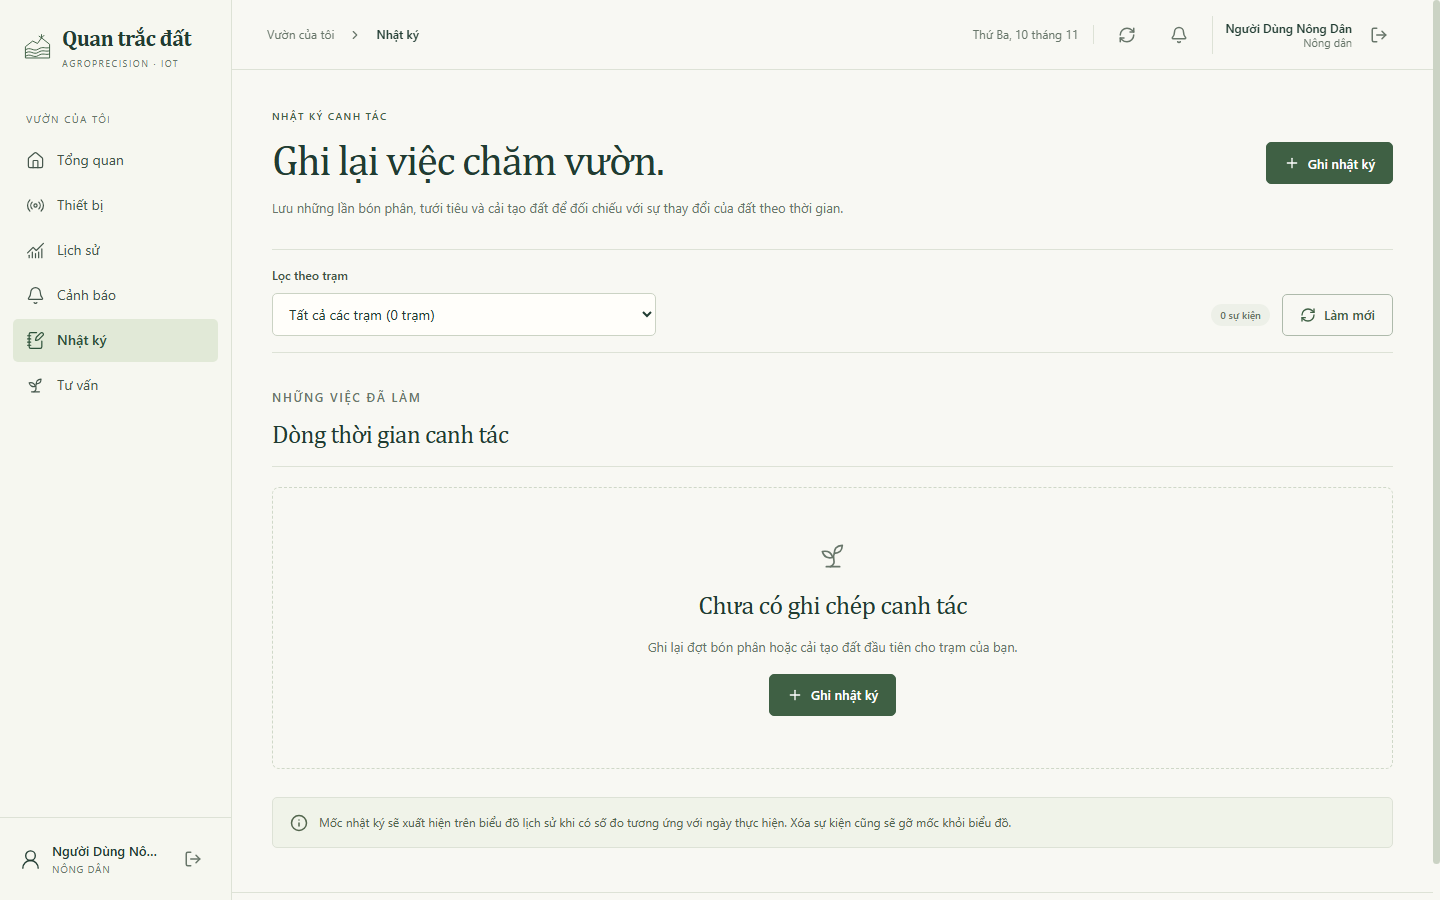 Quan trắc đất
AGROPRECISION · IOT
VƯỜN CỦA TÔI
Tổng quan
Thiết bị
Lịch sử
Cảnh báo
Nhật ký
Tư vấn
Người Dùng Nô...
NÔNG DÂN
Vườn của tôi
Nhật ký
Thứ Ba, 10 tháng 11
Người Dùng Nông Dân
Nông dân
NHẬT KÝ CANH TÁC
Ghi lại việc chăm vườn.
Ghi nhật ký
Lưu những lần bón phân, tưới tiêu và cải tạo đất để đối chiếu với sự thay đổi của đất theo thời gian.
Lọc theo trạm
Tất cả các trạm (0 trạm)
0 sự kiện
Làm mới
NHỮNG VIỆC ĐÃ LÀM
Dòng thời gian canh tác
Chưa có ghi chép canh tác
Ghi lại đợt bón phân hoặc cải tạo đất đầu tiên cho trạm của bạn.
Ghi nhật ký
Mốc nhật ký sẽ xuất hiện trên biểu đồ lịch sử khi có số đo tương ứng với ngày thực hiện. Xóa sự kiện cũng sẽ gỡ mốc khỏi biểu đồ.